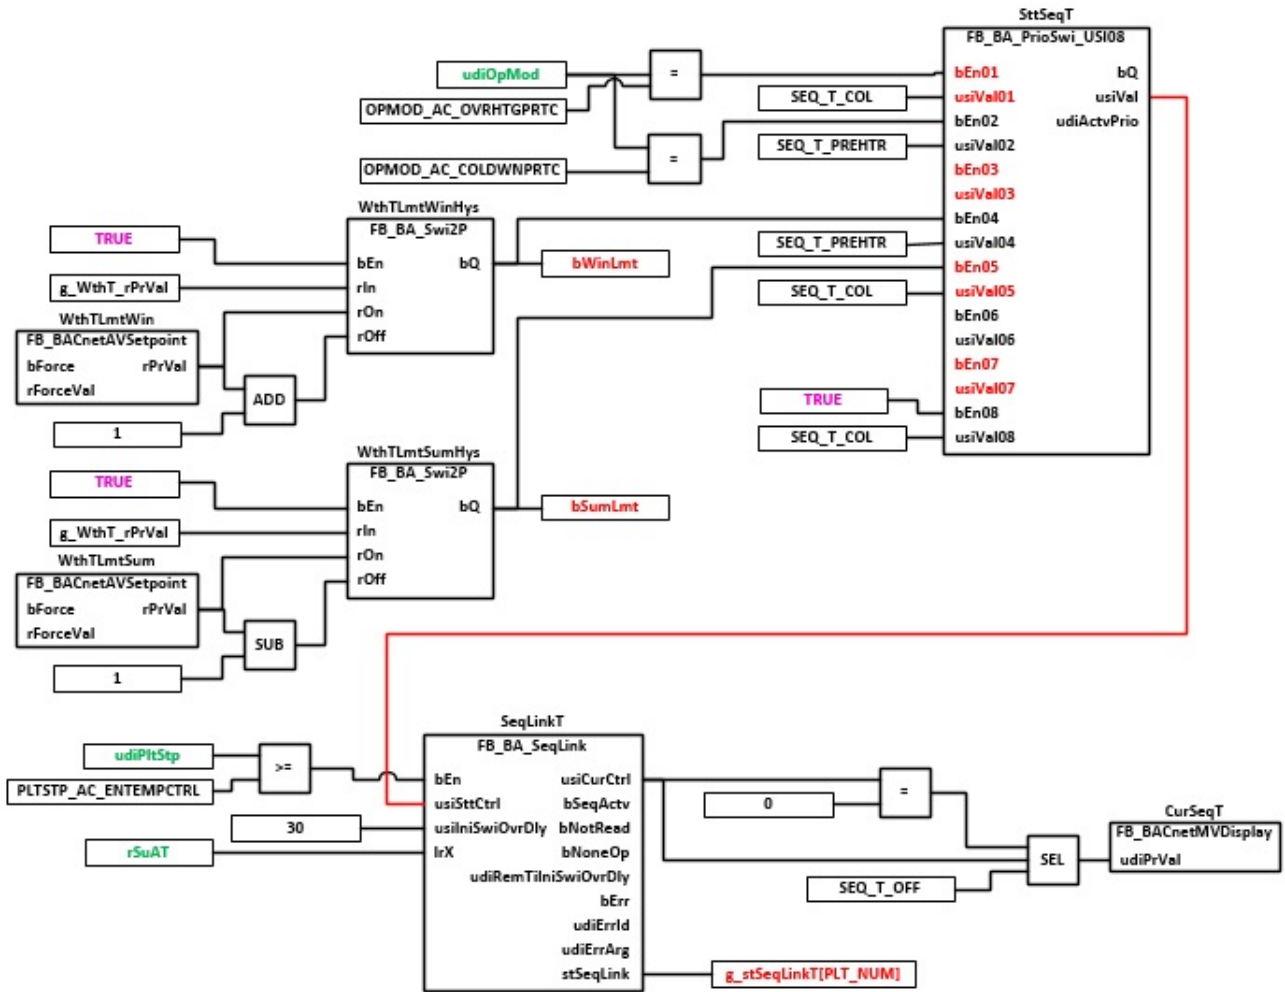 SttSeqT
FB_BA_PrioSwi_USI08
udiOpMod
=
bEn01
bQ
OPMOD_AC_OVRHTGPRTC
SEQ_T_COL
usiVal01
usiVal
bEn02
udiActvPrio
OPMOD_AC_COLDWNPRTC
=
SEQ_T_PREHTR
usiVal02
bEn03
usiVal03
WthTLmtWinHys
FB_BA_Swi2P
bEn04
TRUE
SEQ_T_PREHTR
usiVal04
bEn
bQ
bWinLmt
bEn05
g_WthT_rPrVal
rIn
SEQ_T_COL
usiVal05
WthTLmtWin
rOn
bEn06
FB_BACnetAVSetpoint
rOff
usiVal06
bForce
rPrVal
bEn07
rForceVal
usiVal07
ADD
TRUE
bEn08
1
SEQ_T_COL
usiVal08
WthTLmtSumHys
FB_BA_Swi2P
TRUE
bEn
bQ
bSumLmt
g_WthT_rPrVal
rIn
WthTLmtSum
rOn
FB_BACnetAVSetpoint
rOff
bForce
rPrVal
rForceVal
SUB
1
SeqLinkT
FB_BA_SeqLink
udiPltStp
>=
bEn
usiCurCtrl
PLTSTP_AC_ENTEMPCTRL
=
usiSttCtrl
bSeqActv
0
usiIniSwiOvrDly
bNotRead
30
CurSeqT
FB_BACnetMVDisplay
rSuAT
lrX
bNoneOp
SEL
udiPrVal
udiRemTiIniSwiOvrDly
SEQ_T_OFF
bErr
udiErrId
udiErrArg
stSeqLink
g_stSeqLinkT[PLT_NUM]